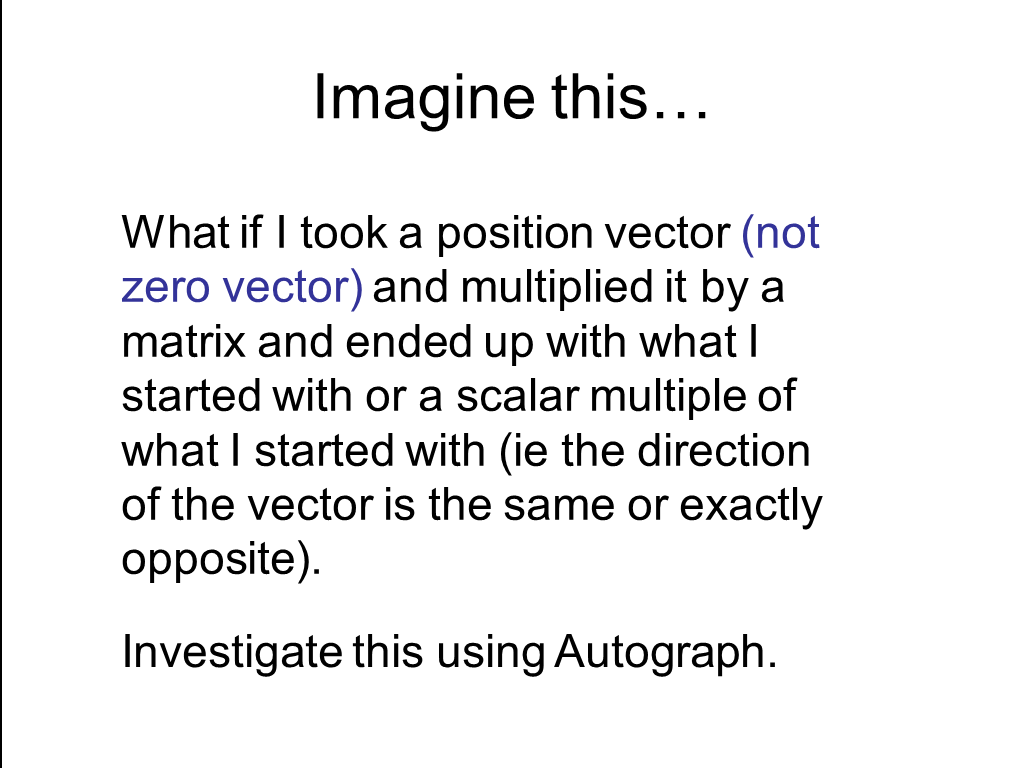 Imagine this…
What if I took a position vector (not
zero vector) and multiplied it by a
matrix and ended up with what I
started with or a scalar multiple of
what I started with (ie the direction
of the vector is the same or exactly
opposite).
Investigate this using Autograph.